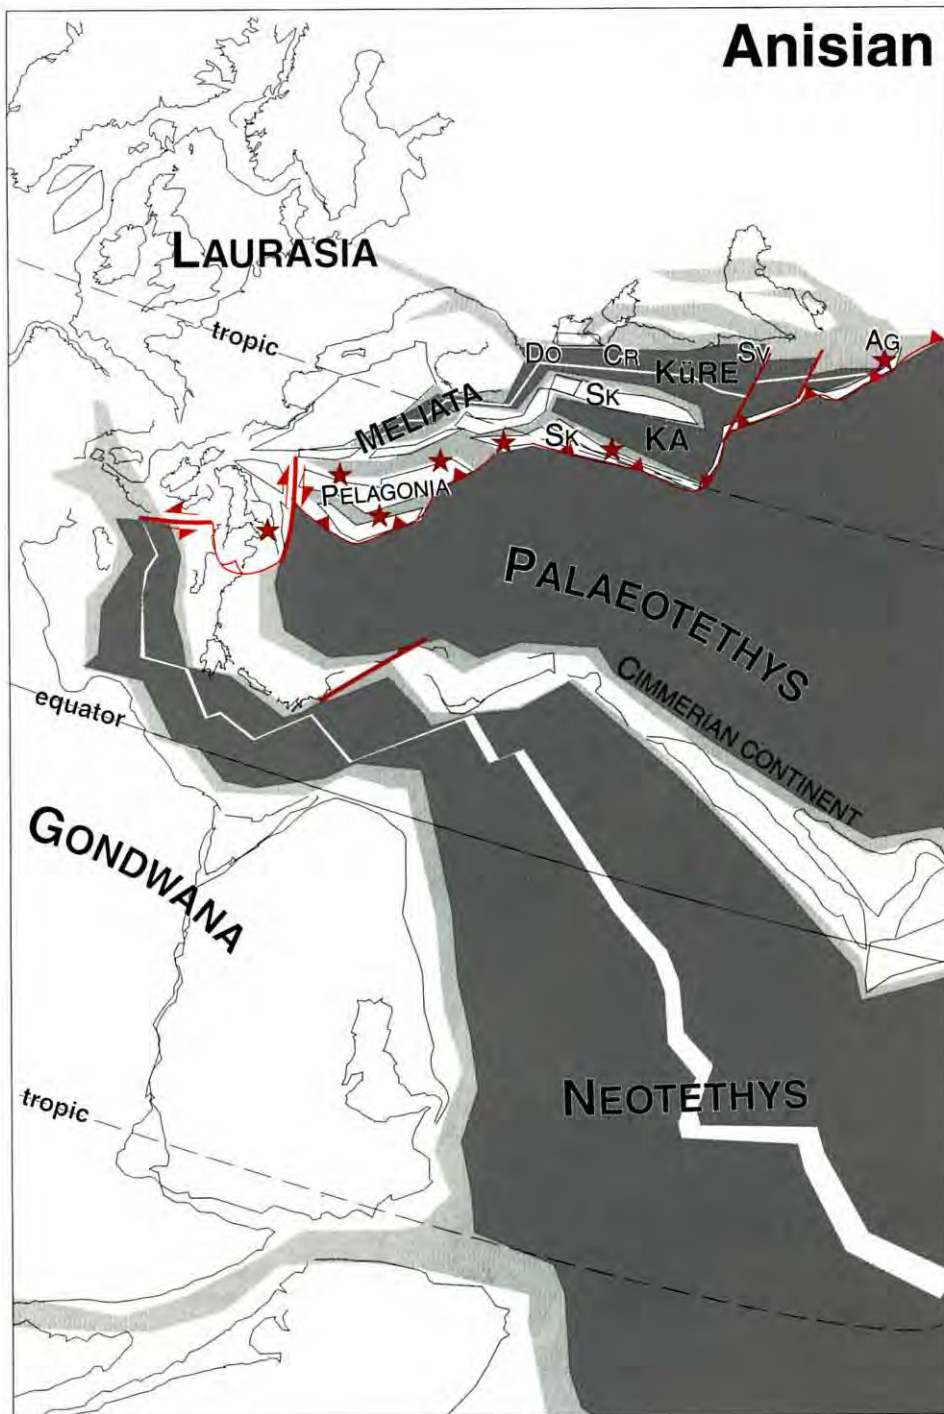 Anisian
LAURASIA
tropic
DO
CR
SV
AG
KüRE
SK
MELIATA
SK
KA
PELAGONIA
PALAEOTETHYS
CIMMERIAN CONTINENT
equator
GONDWANA
NEOTETHYS
tropic